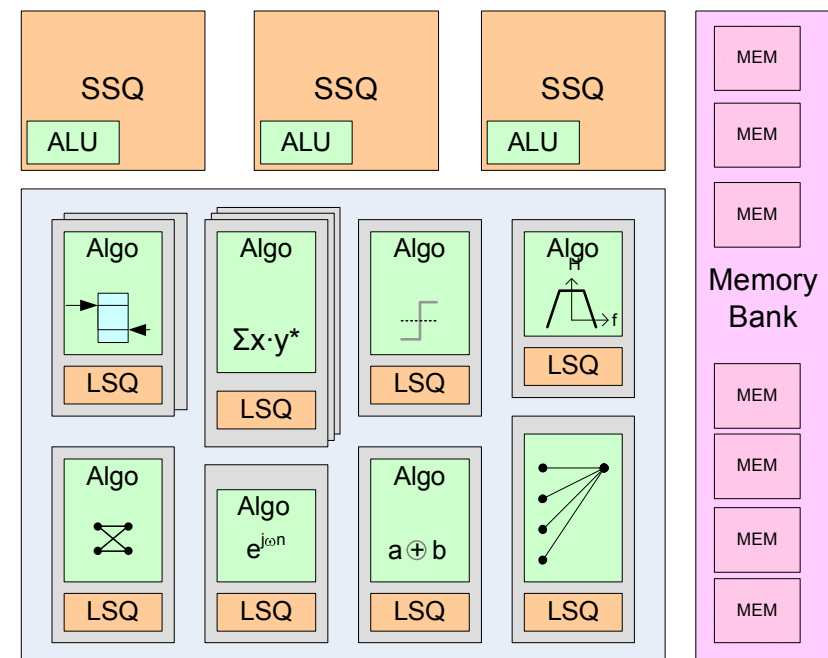 SSQ
ALU
SSQ
ALU
SSQ
ALU
MEM
MEM
MEM
Memory
Bank
MEM
MEM
MEM
MEM
Algo
LSQ
Algo
Σx·y*
LSQ
Algo
LSQ
Algo
H
f
LSQ
Algo
LSQ
Algo
e^jωn
LSQ
Algo
a ⊕ b
LSQ
LSQ